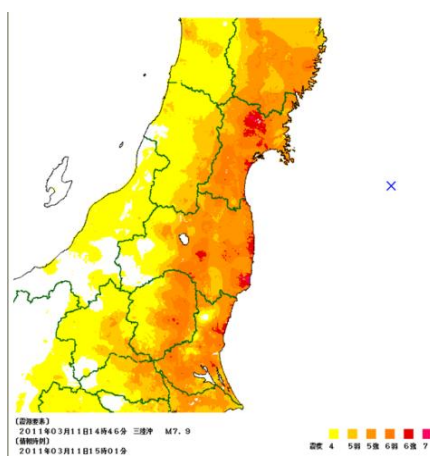 [震源要素]
2011年03月11日14時46分 三陸沖 M7.9
[情報時刻]
2011年03月11日15時01分
震度 4 5弱 5強 6弱 6強 7